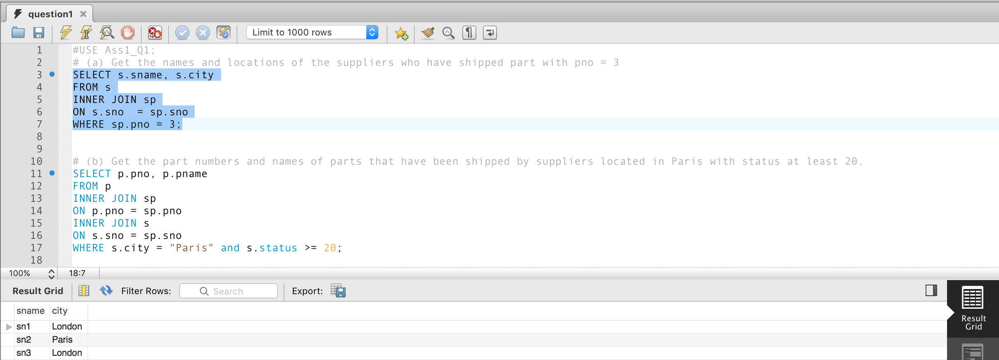 question1
Limit to 1000 rows
1 #USE Ass1_Q1;
2 # (a) Get the names and locations of the suppliers who have shipped part with pno = 3
3 SELECT s.sname, s.city
4 FROM s
5 INNER JOIN sp
6 ON s.sno  = sp.sno
7 WHERE sp.pno = 3;
8
9
10 # (b) Get the part numbers and names of parts that have been shipped by suppliers located in Paris with status at least 20.
11 SELECT p.pno, p.pname
12 FROM p
13 INNER JOIN sp
14 ON p.pno = sp.pno
15 INNER JOIN s
16 ON s.sno = sp.sno
17 WHERE s.city = "Paris" and s.status >= 20;
18
100% 18:7
Result Grid Filter Rows: Search Export:
sname city
sn1 London
sn2 Paris
sn3 London
Result
Grid